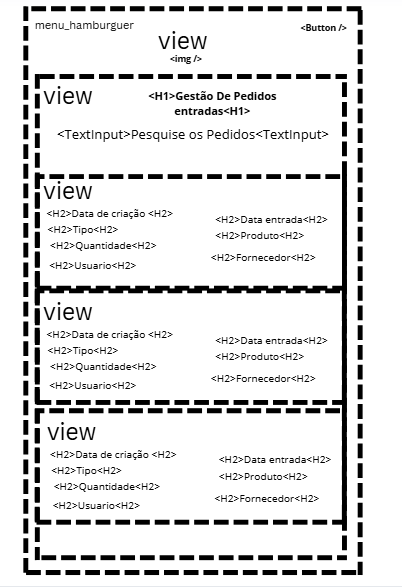 menu_hamburguer
<Button />
view
<img />
view
<H1>Gestão De Pedidos
entradas<H1>
<TextInput>Pesquise os Pedidos<TextInput>
view
<H2>Data de criação <H2>
<H2>Data entrada<H2>
<H2>Tipo<H2>
<H2>Produto<H2>
<H2>Quantidade<H2>
<H2>Fornecedor<H2>
<H2>Usuario<H2>
view
<H2>Data de criação <H2>
<H2>Data entrada<H2>
<H2>Tipo<H2>
<H2>Produto<H2>
<H2>Quantidade<H2>
<H2>Fornecedor<H2>
<H2>Usuario<H2>
view
<H2>Data de criação <H2>
<H2>Data entrada<H2>
<H2>Tipo<H2>
<H2>Produto<H2>
<H2>Quantidade<H2>
<H2>Fornecedor<H2>
<H2>Usuario<H2>